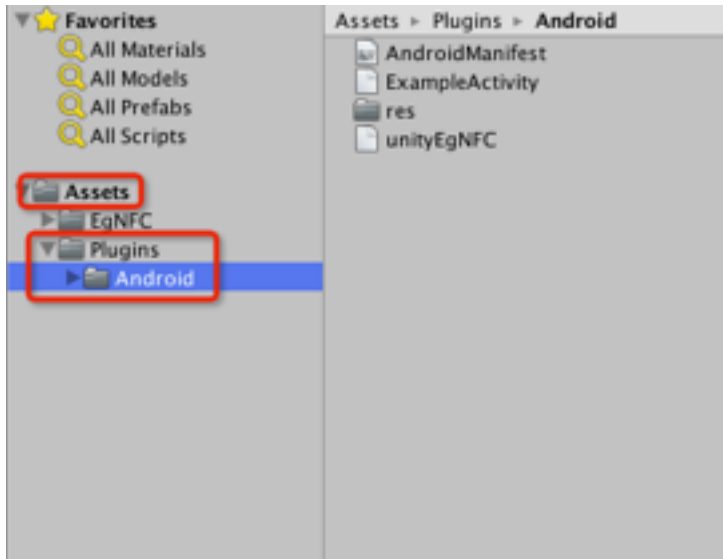 Favorites
All Materials
All Models
All Prefabs
All Scripts
Assets
EgNFC
Plugins
Android
Assets ▸ Plugins ▸ Android
AndroidManifest
ExampleActivity
res
unityEgNFC